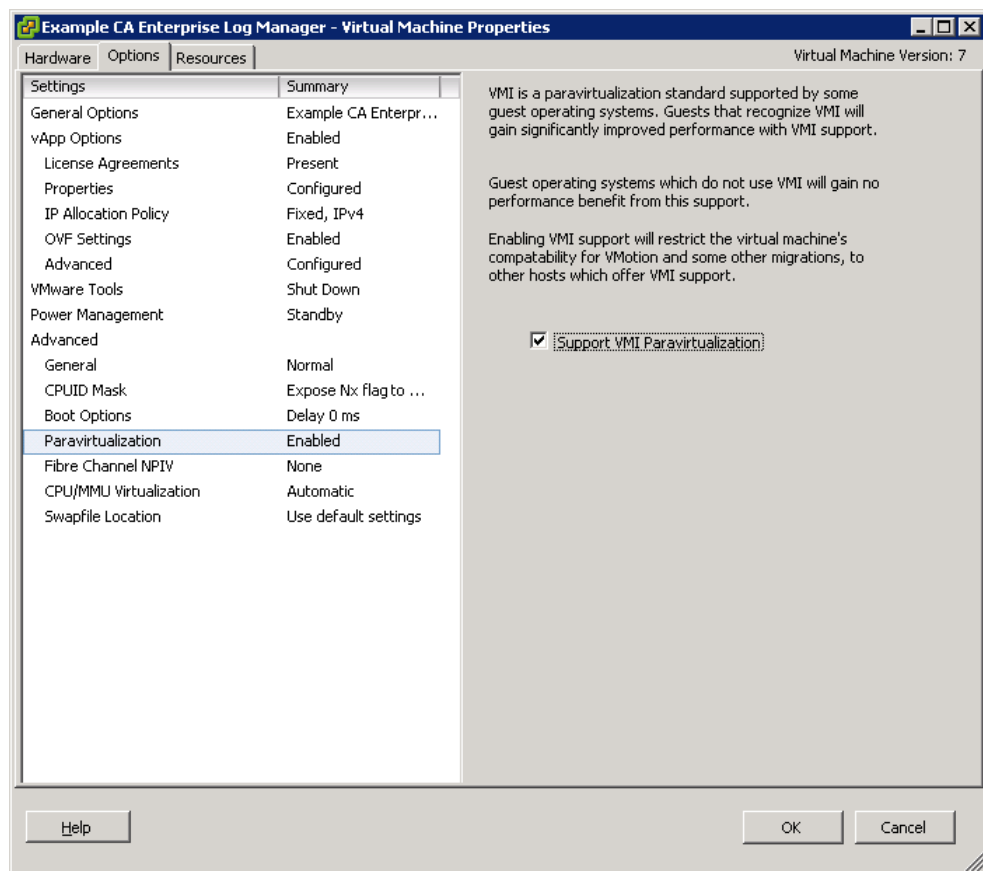 Example CA Enterprise Log Manager - Virtual Machine Properties
Hardware Options Resources Virtual Machine Version: 7
Settings Summary
General Options Example CA Enterpr...
vApp Options Enabled
License Agreements Present
Properties Configured
IP Allocation Policy Fixed, IPv4
OVF Settings Enabled
Advanced Configured
VMware Tools Shut Down
Power Management Standby
Advanced
General Normal
CPUID Mask Expose Nx flag to ...
Boot Options Delay 0 ms
Paravirtualization Enabled
Fibre Channel NPIV None
CPU/MMU Virtualization Automatic
Swapfile Location Use default settings
VMI is a paravirtualization standard supported by some
guest operating systems. Guests that recognize VMI will
gain significantly improved performance with VMI support.
Guest operating systems which do not use VMI will gain no
performance benefit from this support.
Enabling VMI support will restrict the virtual machine's
compatability for VMotion and some other migrations, to
other hosts which offer VMI support.
Support VMI Paravirtualization
Help OK Cancel